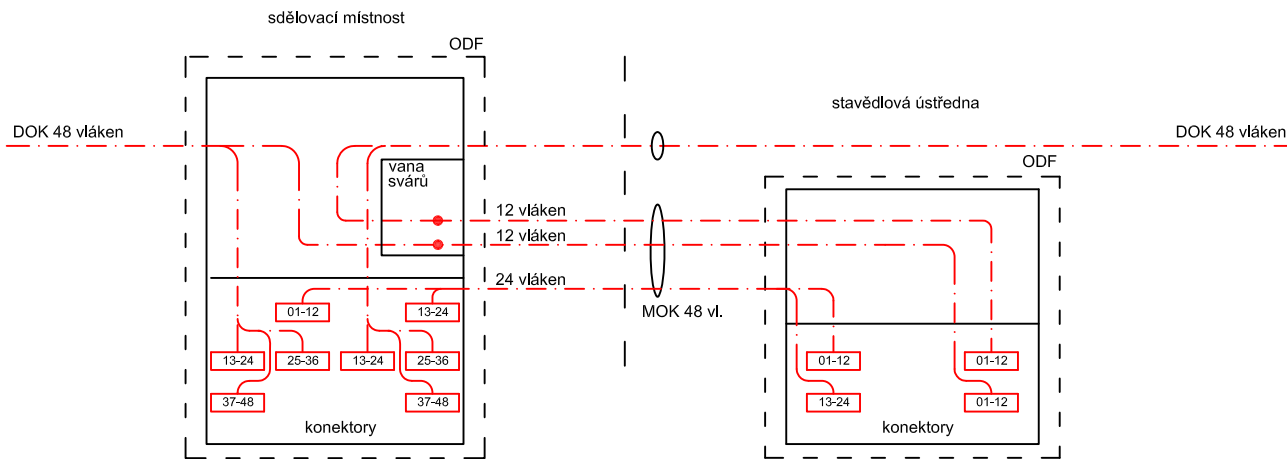 sdělovací místnost
ODF
stavědlová ústředna
DOK 48 vláken
DOK 48 vláken
ODF
vana
svárů
12 vláken
12 vláken
24 vláken
MOK 48 vl.
01-12
13-24
13-24
25-36
13-24
25-36
01-12
01-12
37-48
37-48
13-24
01-12
konektory
konektory